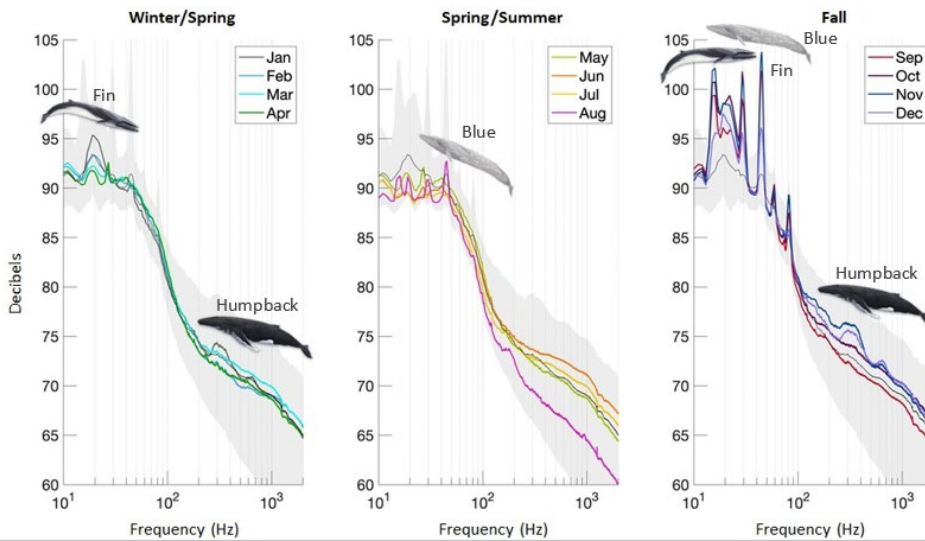 Winter/Spring
105
100
95
90
85
80
75
70
65
60
Decibels
Jan
Feb
Mar
Apr
Fin
Humpback
10¹
10²
10³
Frequency (Hz)
Spring/Summer
105
100
95
90
85
80
75
70
65
60
May
Jun
Jul
Aug
Blue
10¹
10²
10³
Frequency (Hz)
Fall
105
100
95
90
85
80
75
70
65
60
Blue
Fin
Sep
Oct
Nov
Dec
Humpback
10¹
10²
10³
Frequency (Hz)